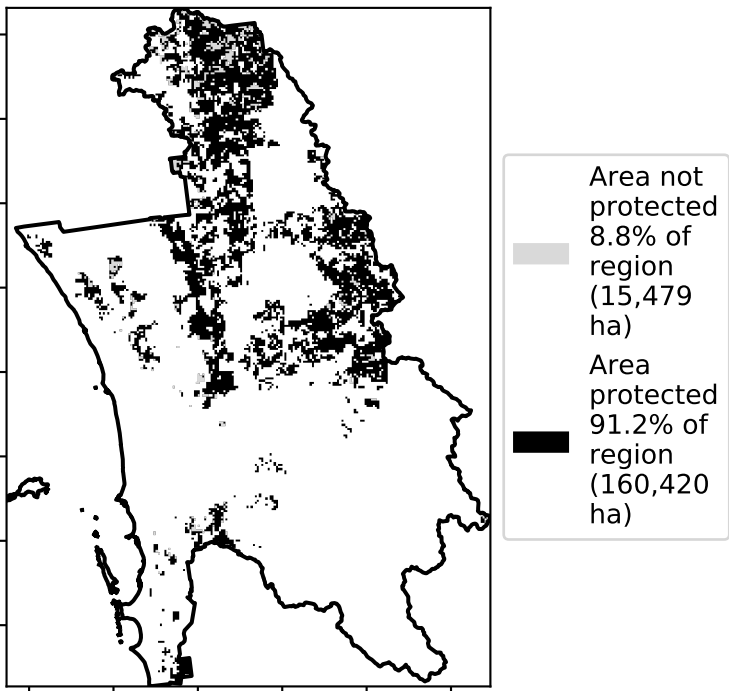 Area not
protected
8.8% of
region
(15,479
ha)
Area
protected
91.2% of
region
(160,420
ha)